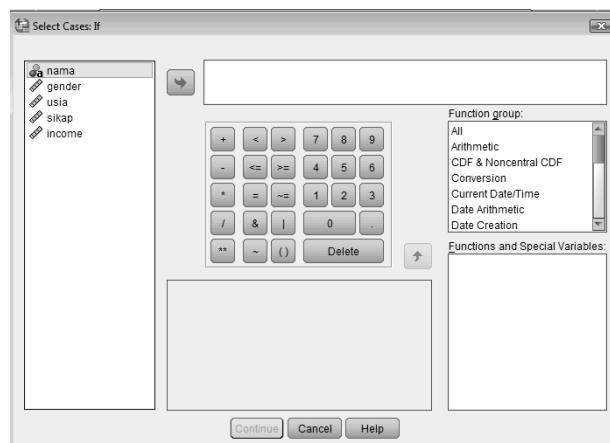 Select Cases: If
nama
gender
usia
sikap
income
+ < > 7 8 9
- <= >= 4 5 6
* = ~= 1 2 3
/ & | 0 .
** ~ () Delete
Function group:
All
Arithmetic
CDF & Noncentral CDF
Conversion
Current Date/Time
Date Arithmetic
Date Creation
Functions and Special Variables:
Continue Cancel Help